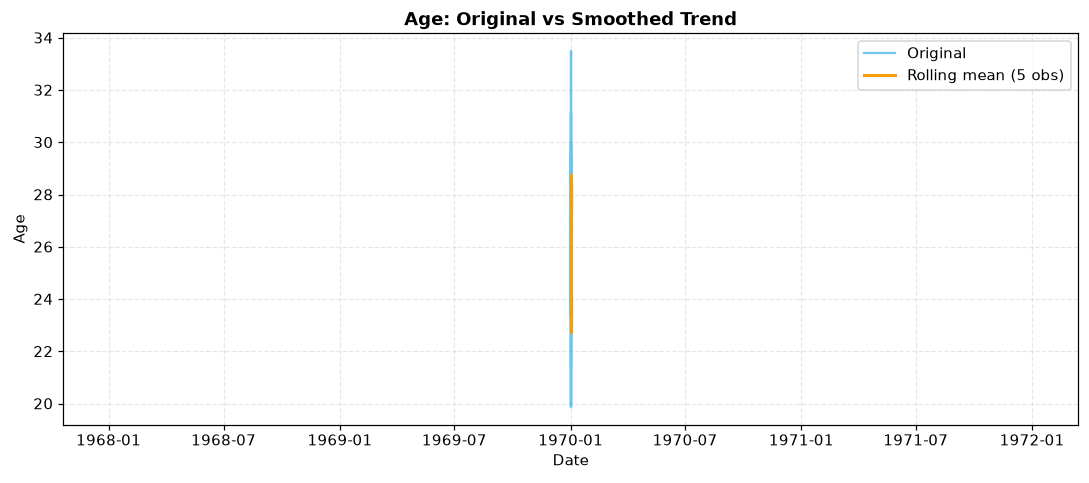 Age: Original vs Smoothed Trend
Original
Rolling mean (5 obs)
Age
34
32
30
28
26
24
22
20
1968-01 1968-07 1969-01 1969-07 1970-01 1970-07 1971-01 1971-07 1972-01
Date